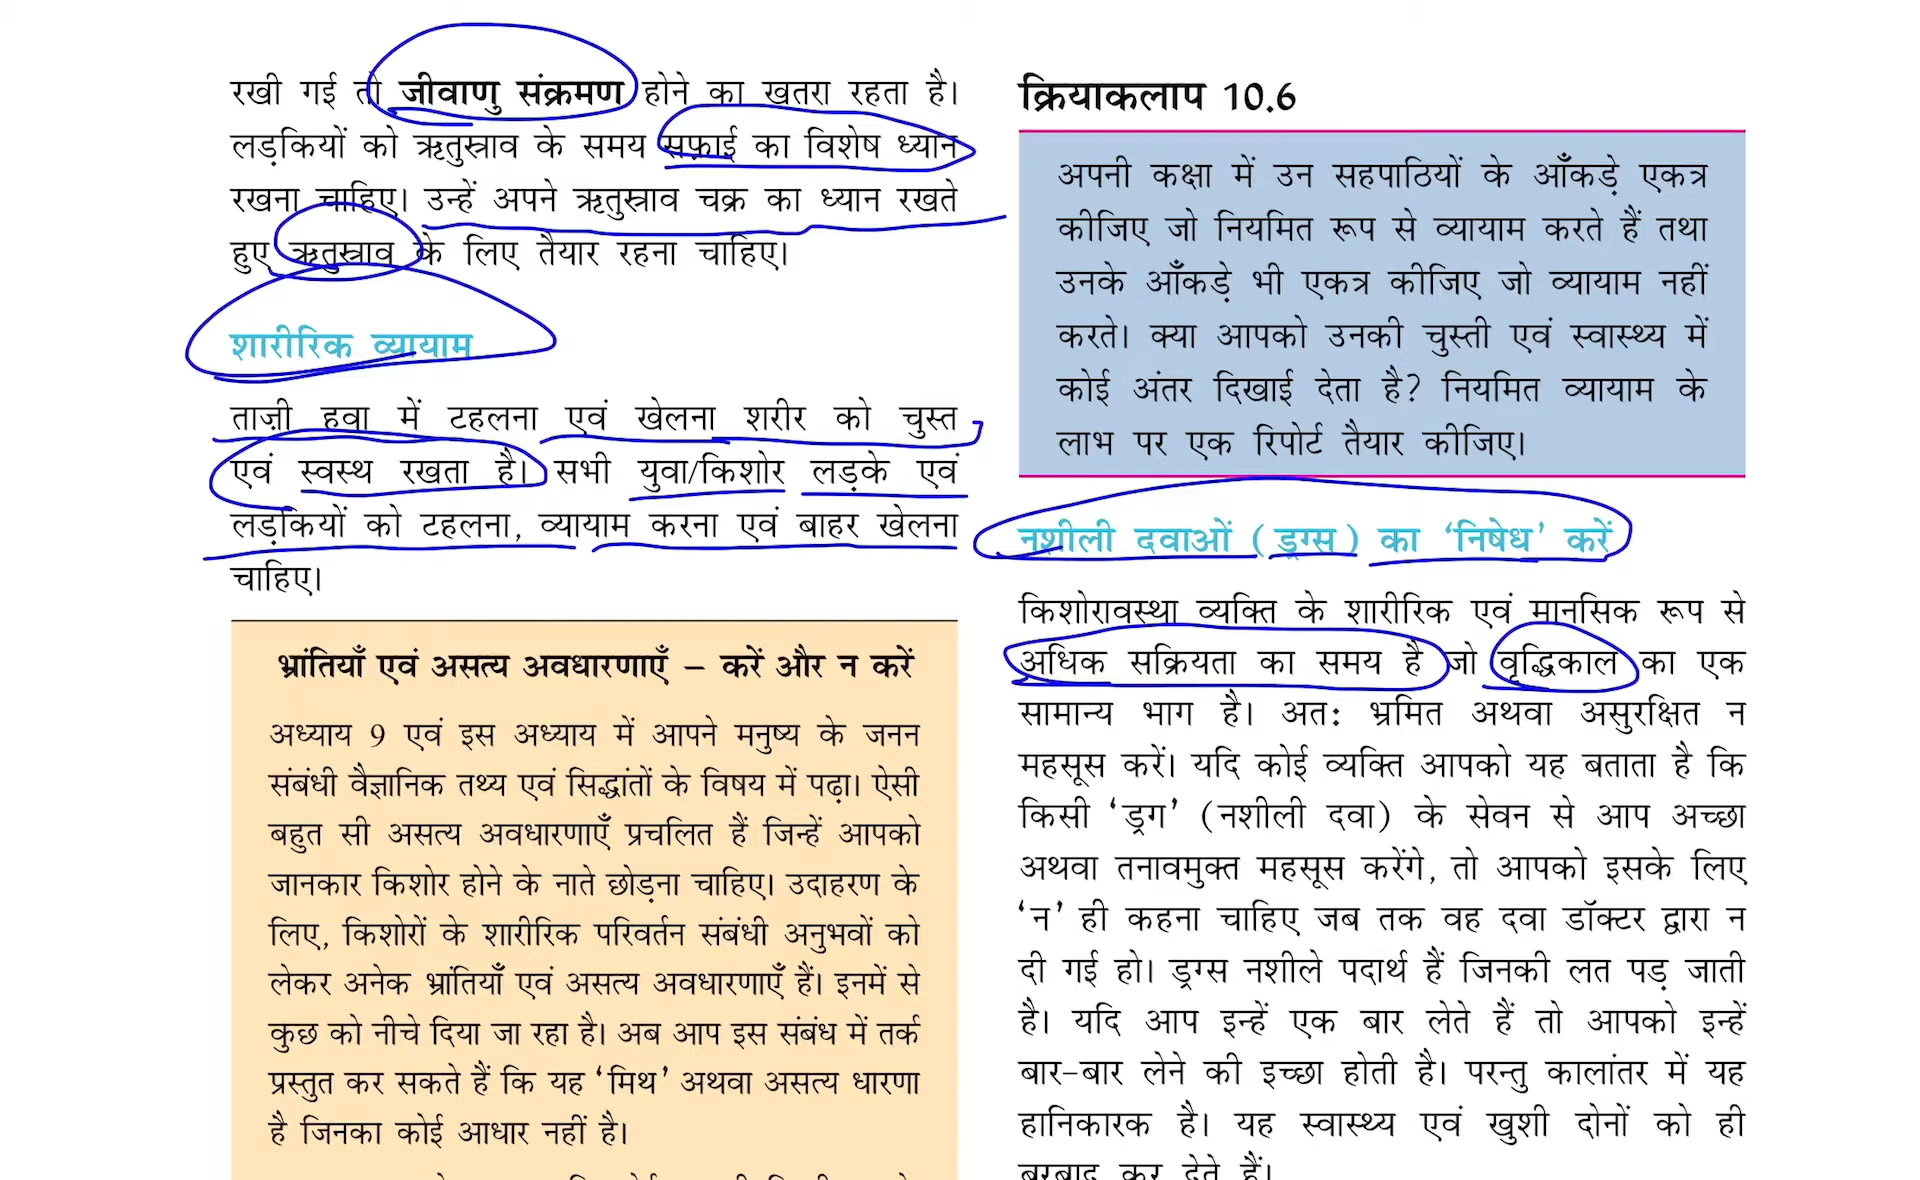 रखी गई तो जीवाणु संक्रमण होने का खतरा रहता है।
लड़कियों को ऋतुस्राव के समय सफ़ाई का विशेष ध्यान
रखना चाहिए। उन्हें अपने ऋतुस्राव चक्र का ध्यान रखते
हुए ऋतुस्राव के लिए तैयार रहना चाहिए।
शारीरिक व्यायाम
ताज़ी हवा में टहलना एवं खेलना शरीर को चुस्त
एवं स्वस्थ रखता है। सभी युवा/किशोर लड़के एवं
लड़कियों को टहलना, व्यायाम करना एवं बाहर खेलना
चाहिए।
भ्रांतियाँ एवं असत्य अवधारणाएँ – करें और न करें
अध्याय 9 एवं इस अध्याय में आपने मनुष्य के जनन
संबंधी वैज्ञानिक तथ्य एवं सिद्धांतों के विषय में पढ़ा। ऐसी
बहुत सी असत्य अवधारणाएँ प्रचलित हैं जिन्हें आपको
जानकार किशोर होने के नाते छोड़ना चाहिए। उदाहरण के
लिए, किशोरों के शारीरिक परिवर्तन संबंधी अनुभवों को
लेकर अनेक भ्रांतियाँ एवं असत्य अवधारणाएँ हैं। इनमें से
कुछ को नीचे दिया जा रहा है। अब आप इस संबंध में तर्क
प्रस्तुत कर सकते हैं कि यह ‘मिथ’ अथवा असत्य धारणा
है जिनका कोई आधार नहीं है।
क्रियाकलाप 10.6
अपनी कक्षा में उन सहपाठियों के आँकड़े एकत्र
कीजिए जो नियमित रूप से व्यायाम करते हैं तथा
उनके आँकड़े भी एकत्र कीजिए जो व्यायाम नहीं
करते। क्या आपको उनकी चुस्ती एवं स्वास्थ्य में
कोई अंतर दिखाई देता है? नियमित व्यायाम के
लाभ पर एक रिपोर्ट तैयार कीजिए।
नशीली दवाओं (ड्रग्स) का ‘निषेध’ करें
किशोरावस्था व्यक्ति के शारीरिक एवं मानसिक रूप से
अधिक सक्रियता का समय है जो वृद्धिकाल का एक
सामान्य भाग है। अतः भ्रमित अथवा असुरक्षित न
महसूस करें। यदि कोई व्यक्ति आपको यह बताता है कि
किसी ‘ड्रग’ (नशीली दवा) के सेवन से आप अच्छा
अथवा तनावमुक्त महसूस करेंगे, तो आपको इसके लिए
‘न’ ही कहना चाहिए जब तक वह दवा डॉक्टर द्वारा न
दी गई हो। ड्रग्स नशीले पदार्थ हैं जिनकी लत पड़ जाती
है। यदि आप इन्हें एक बार लेते हैं तो आपको इन्हें
बार-बार लेने की इच्छा होती है। परन्तु कालांतर में यह
हानिकारक है। यह स्वास्थ्य एवं खुशी दोनों को ही
बरबाद कर देते हैं।